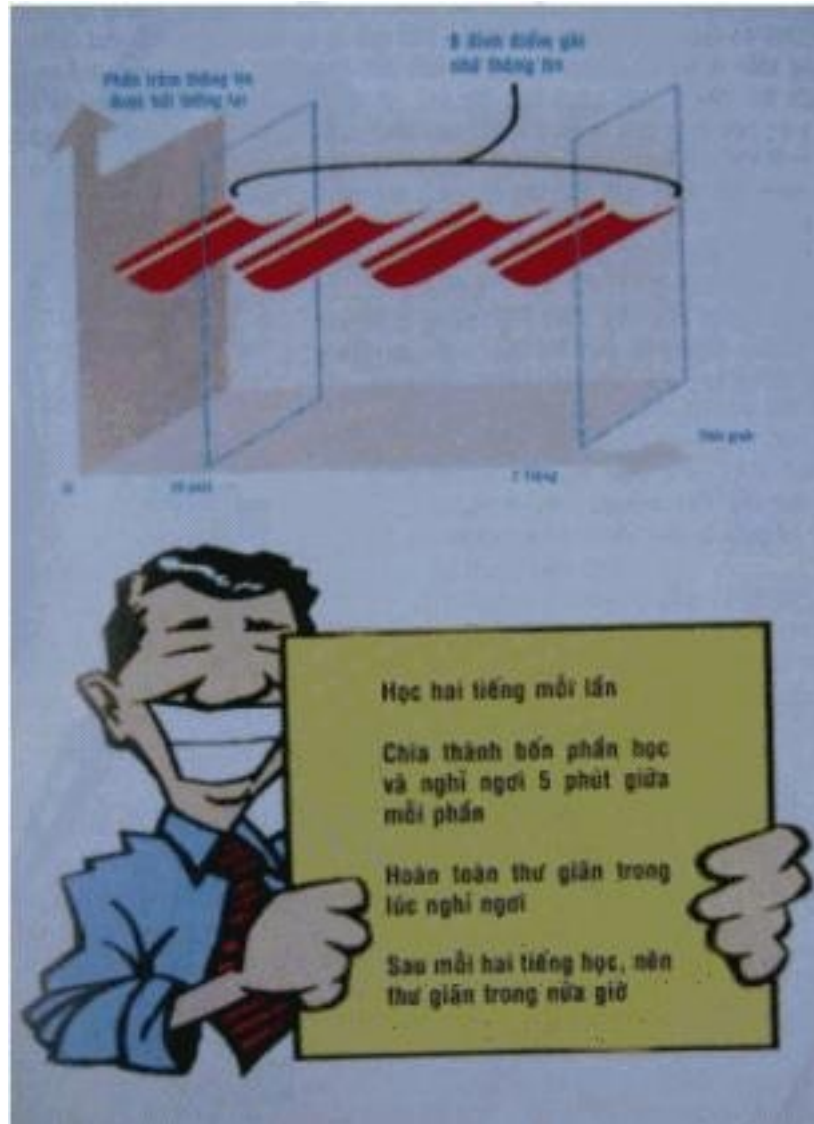 8 đỉnh điểm ghi
nhớ thông tin
Phần trăm thông tin
được hồi tưởng lại
Thời gian
2 tiếng
Học hai tiếng mỗi lần
Chia thành bốn phần học
và nghỉ ngơi 5 phút giữa
mỗi phần
Hoàn toàn thư giãn trong
lúc nghỉ ngơi
Sau mỗi hai tiếng học, nên
thư giãn trong nửa giờ